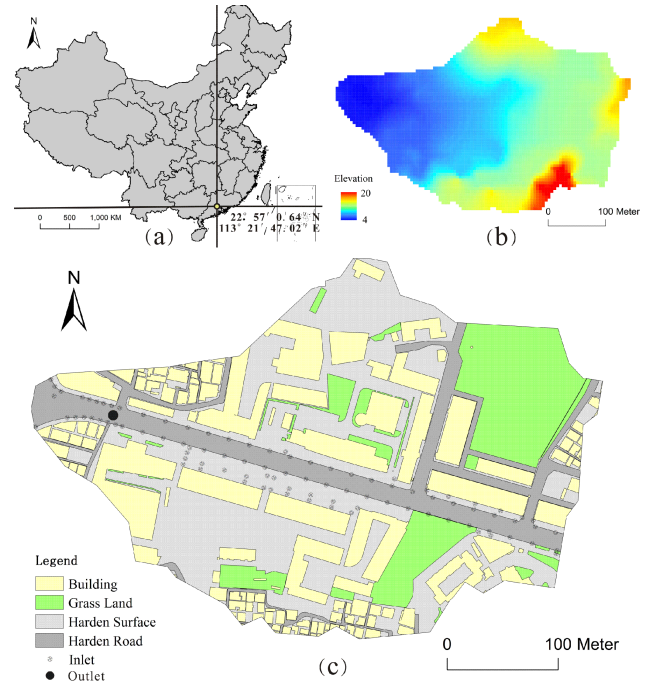 N
0 500 1,000 KM
22° 57′ 0. 64″ N
113° 21′ 47. 02″ E
(a)
Elevation
20
4
0 100 Meter
(b)
N
Legend
Building
Grass Land
Harden Surface
Harden Road
Inlet
Outlet
0 100 Meter
(c)